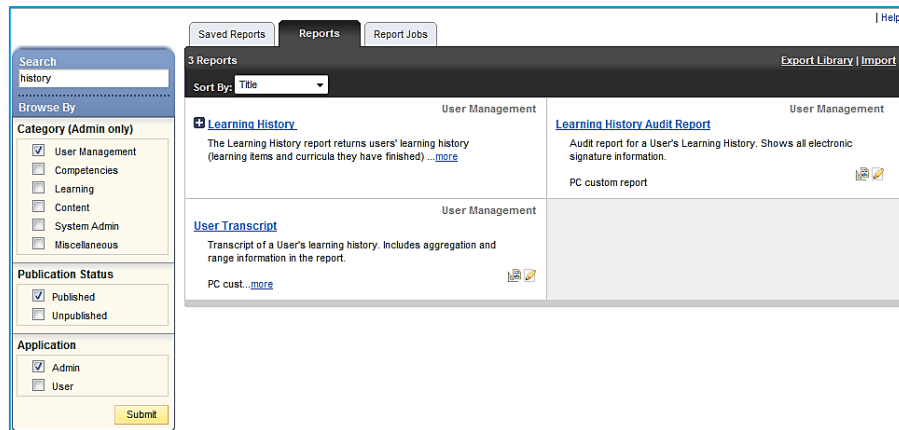 | Help
Saved Reports
Reports
Report Jobs
Search
history
Browse By
Category (Admin only)
User Management
Competencies
Learning
Content
System Admin
Miscellaneous
Publication Status
Published
Unpublished
Application
Admin
User
Submit
3 Reports
Export Library | Import
Sort By: Title
User Management
Learning History
The Learning History report returns users' learning history
(learning items and curricula they have finished) ...more
User Management
Learning History Audit Report
Audit report for a User's Learning History. Shows all electronic
signature information.
PC custom report
User Management
User Transcript
Transcript of a User's learning history. Includes aggregation and
range information in the report.
PC cust...more